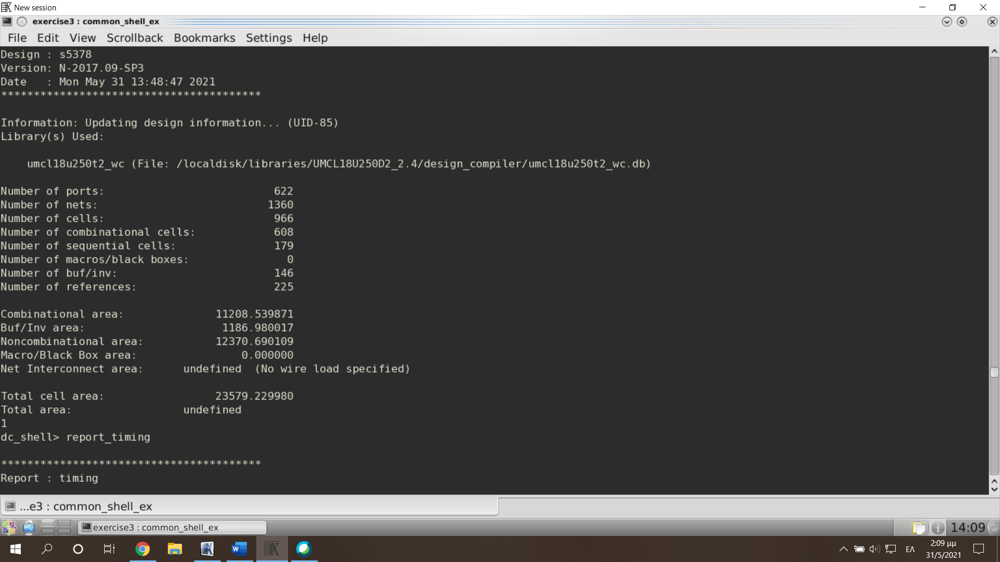 New session
exercise3 : common_shell_ex
File Edit View Scrollback Bookmarks Settings Help
Design : s5378
Version: N-2017.09-SP3
Date   : Mon May 31 13:48:47 2021
****************************************
Information: Updating design information... (UID-85)
Library(s) Used:
    umcl18u250t2_wc (File: /localdisk/libraries/UMCL18U250D2_2.4/design_compiler/umcl18u250t2_wc.db)
Number of ports:                          622
Number of nets:                          1360
Number of cells:                          966
Number of combinational cells:            608
Number of sequential cells:               179
Number of macros/black boxes:               0
Number of buf/inv:                        146
Number of references:                     225
Combinational area:              11208.539871
Buf/Inv area:                     1186.980017
Noncombinational area:           12370.690109
Macro/Black Box area:                0.000000
Net Interconnect area:      undefined  (No wire load specified)
Total cell area:                 23579.229980
Total area:                 undefined
1
dc_shell> report_timing
****************************************
Report : timing
...e3 : common_shell_ex
exercise3 : common_shell_ex
14:09
ΕΛ
2:09 μμ
31/5/2021